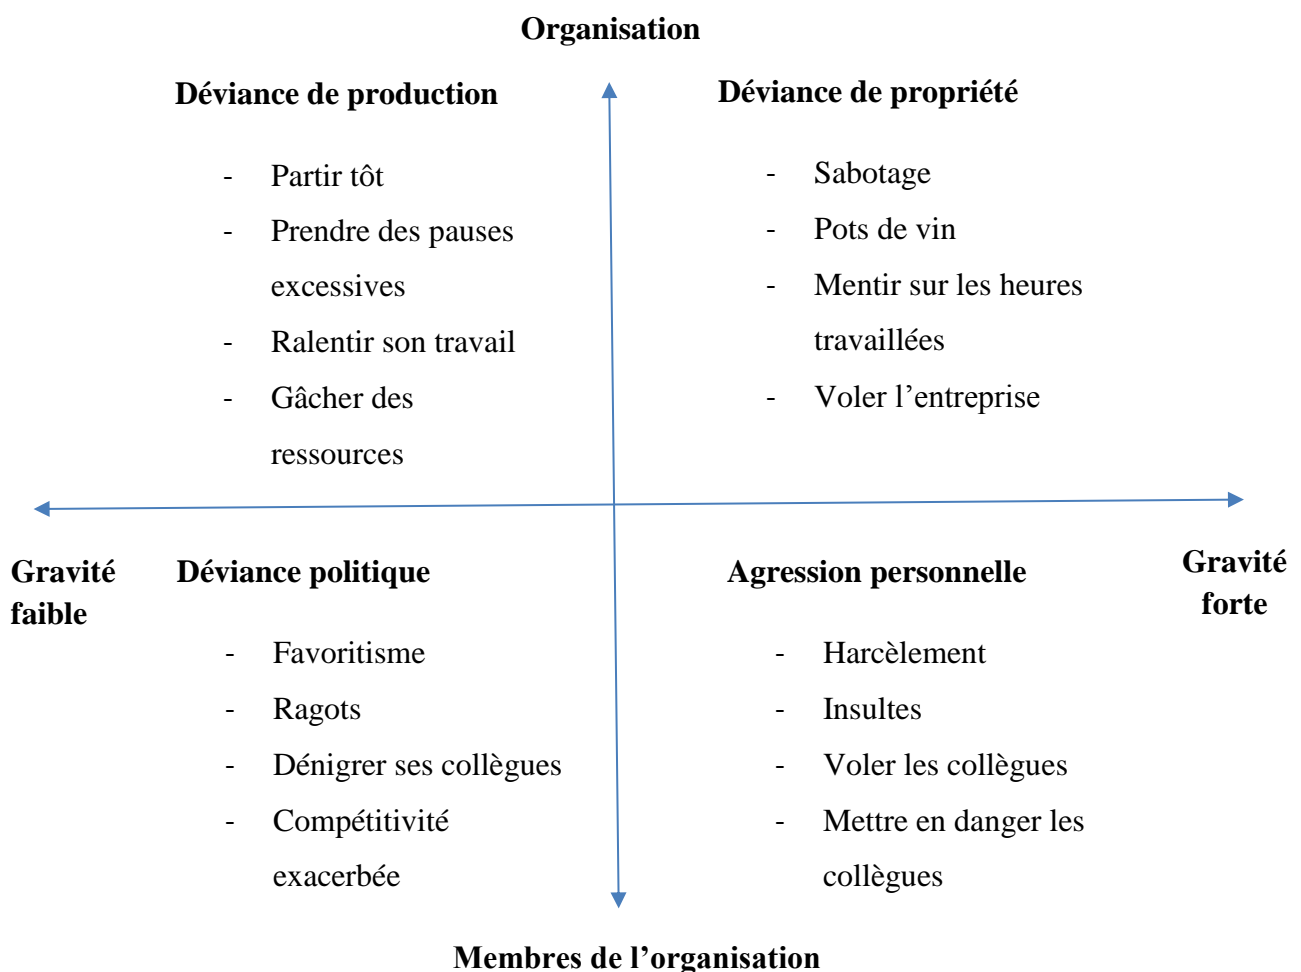 Organisation
Déviance de production
- Partir tôt
- Prendre des pauses
excessives
- Ralentir son travail
- Gâcher des
ressources
Déviance de propriété
- Sabotage
- Pots de vin
- Mentir sur les heures
travaillées
- Voler l’entreprise
Gravité
faible
Déviance politique
- Favoritisme
- Ragots
- Dénigrer ses collègues
- Compétitivité
exacerbée
Agression personnelle
- Harcèlement
- Insultes
- Voler les collègues
- Mettre en danger les
collègues
Gravité
forte
Membres de l’organisation